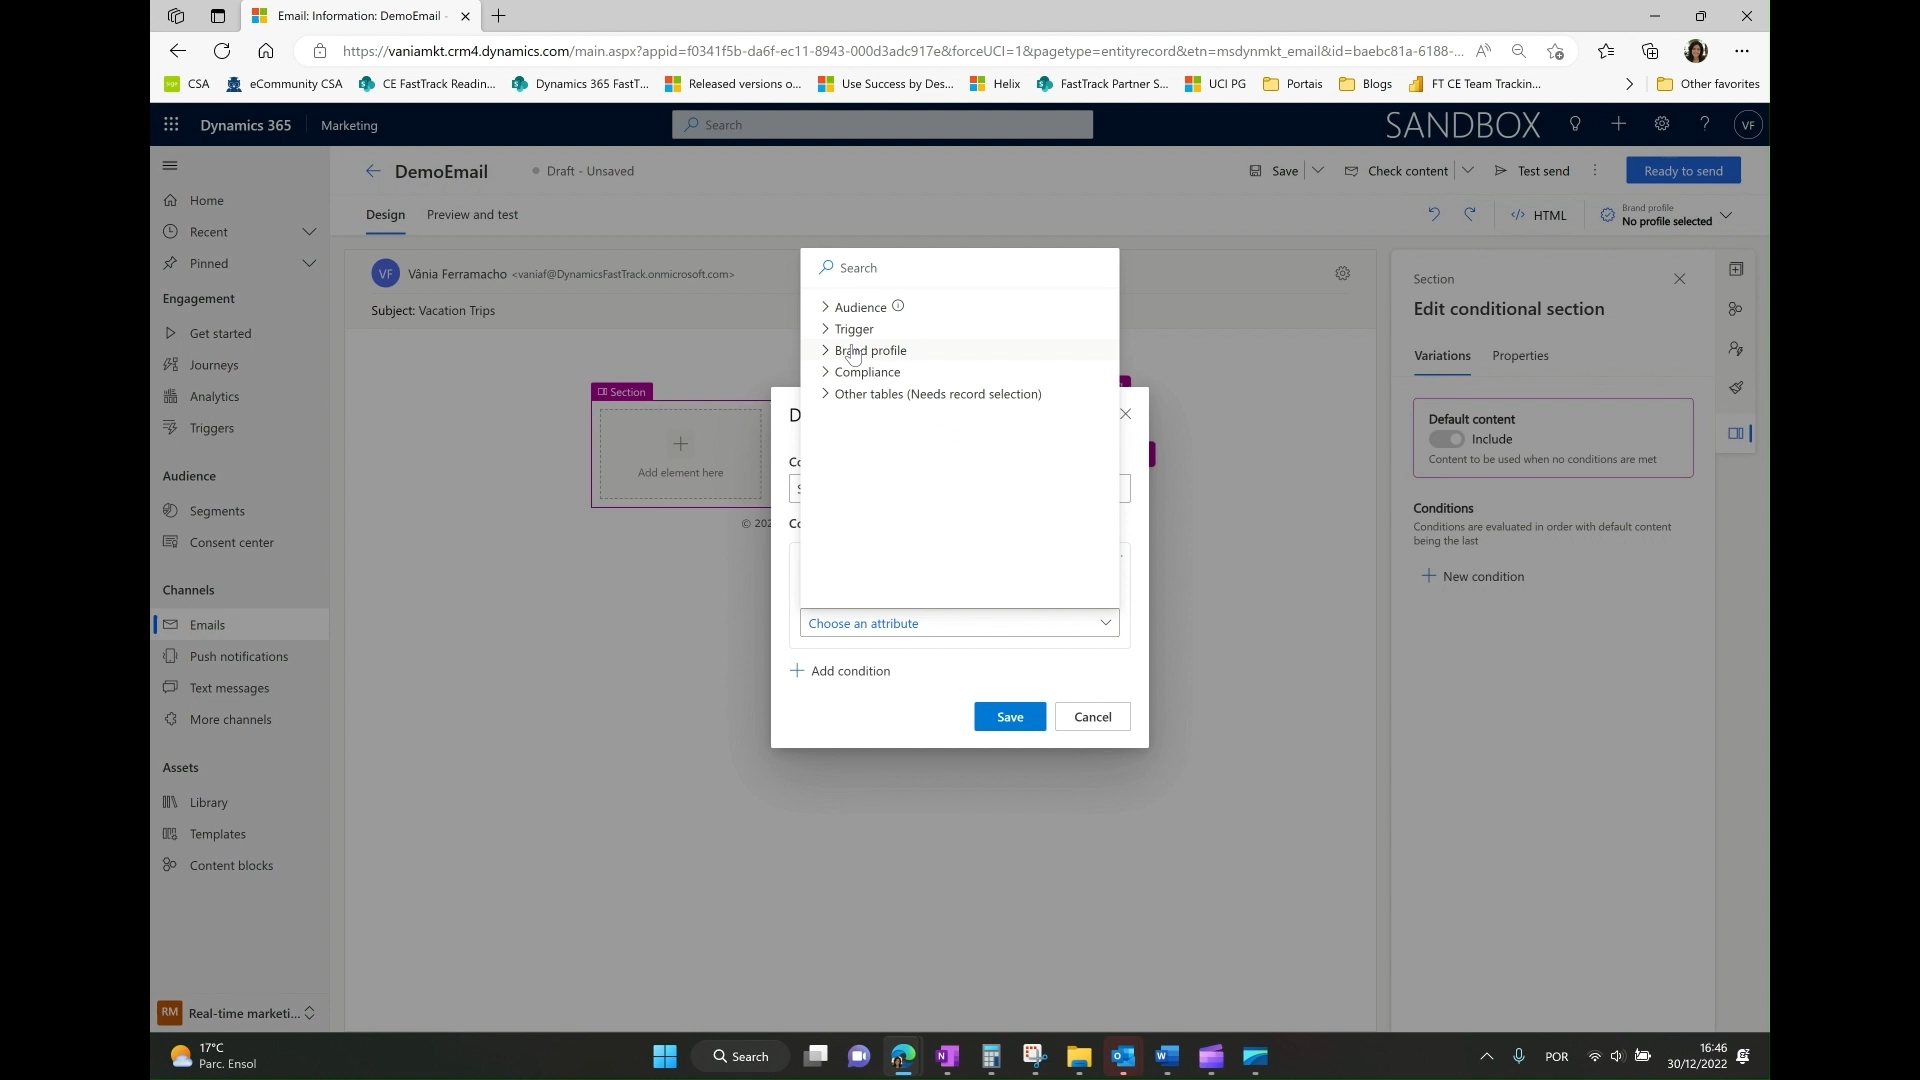 Email: Information: DemoEmail -
https://vaniamkt.crm4.dynamics.com/main.aspx?appid=f0341f5b-da6f-ec11-8943-000d3adc917e&forceUCI=1&pagetype=entityrecord&etn=msdynmkt_email&id=baebc81a-6188-...
CSA
eCommunity CSA
CE FastTrack Readin...
Dynamics 365 FastT...
Released versions o...
Use Success by Des...
Helix
FastTrack Partner S...
UCI PG
Portais
Blogs
FT CE Team Trackin...
Other favorites
Dynamics 365
Marketing
Search
SANDBOX
VF
DemoEmail
Draft - Unsaved
Save
Check content
Test send
Ready to send
Design
Preview and test
HTML
Brand profile
No profile selected
Home
Recent
Pinned
Engagement
Get started
Journeys
Analytics
Triggers
Audience
Segments
Consent center
Channels
Emails
Push notifications
Text messages
More channels
Assets
Library
Templates
Content blocks
RM
Real-time marketi...
VF
Vânia Ferramacho <vaniaf@DynamicsFastTrack.onmicrosoft.com>
Subject: Vacation Trips
Section
Add element here
© 202
Search
Audience
Trigger
Brand profile
Compliance
Other tables (Needs record selection)
D
Co
Co
Choose an attribute
Add condition
Save
Cancel
Section
Edit conditional section
Variations
Properties
Default content
Include
Content to be used when no conditions are met
Conditions
Conditions are evaluated in order with default content
being the last
New condition
17°C
Parc. Ensol
Search
POR
16:46
30/12/2022